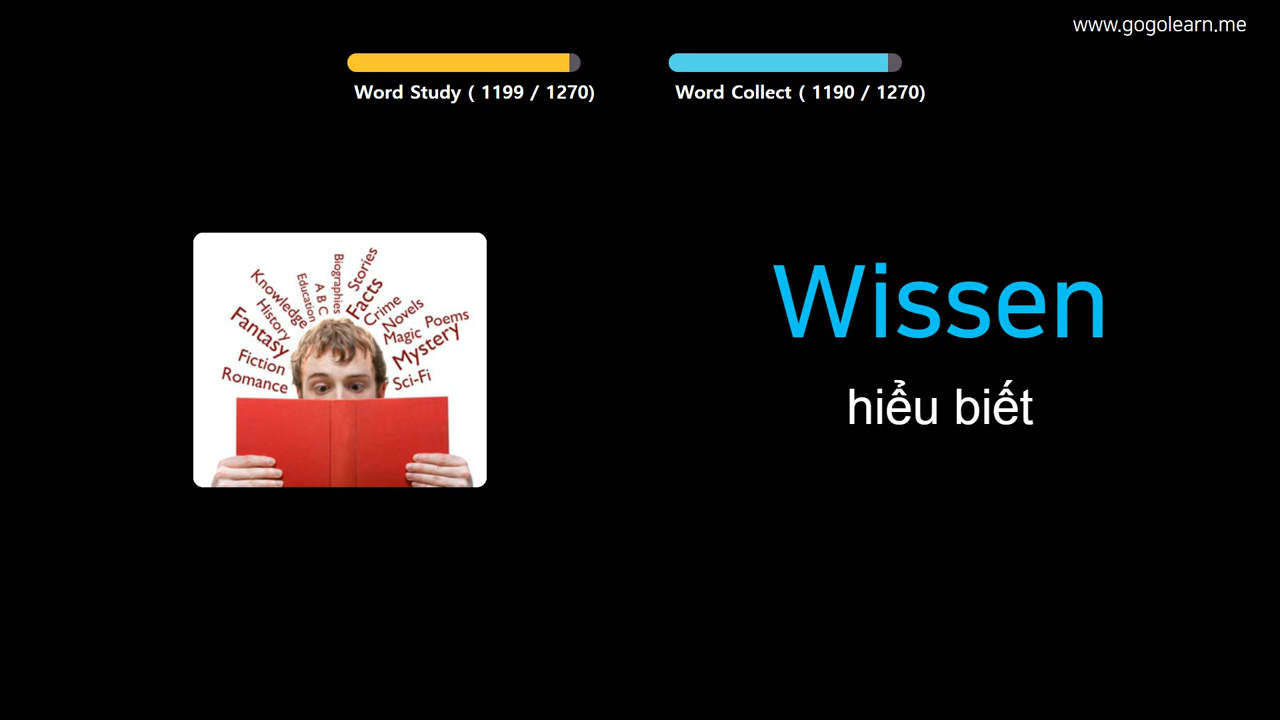 www.gogolearn.me
Word Study ( 1199 / 1270)
Word Collect ( 1190 / 1270)
Wissen
hiểu biết
Knowledge
History
Fantasy
Fiction
Romance
Education
A B C
Biographies
Stories
Facts
Crime
Novels
Magic
Poems
Mystery
Sci-Fi